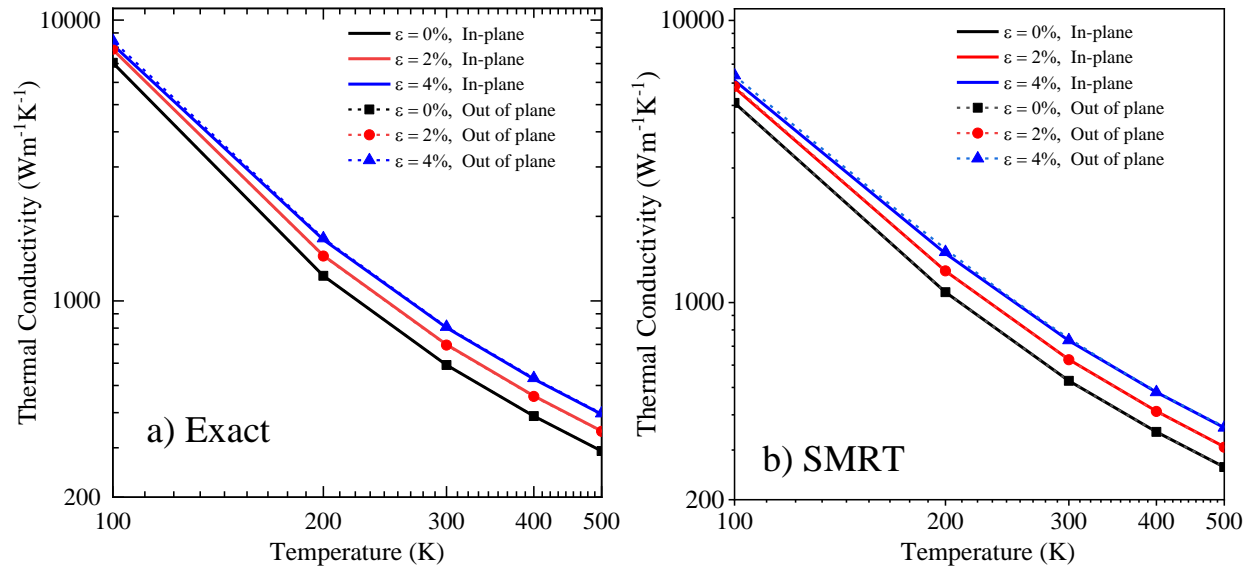 10000
1000
200
Thermal Conductivity (Wm⁻¹K⁻¹)
ε = 0%, In-plane
ε = 2%, In-plane
ε = 4%, In-plane
ε = 0%, Out of plane
ε = 2%, Out of plane
ε = 4%, Out of plane
a) Exact
100 200 300 400 500
Temperature (K)
10000
1000
200
Thermal Conductivity (Wm⁻¹K⁻¹)
ε = 0%, In-plane
ε = 2%, In-plane
ε = 4%, In-plane
ε = 0%, Out of plane
ε = 2%, Out of plane
ε = 4%, Out of plane
b) SMRT
100 200 300 400 500
Temperature (K)